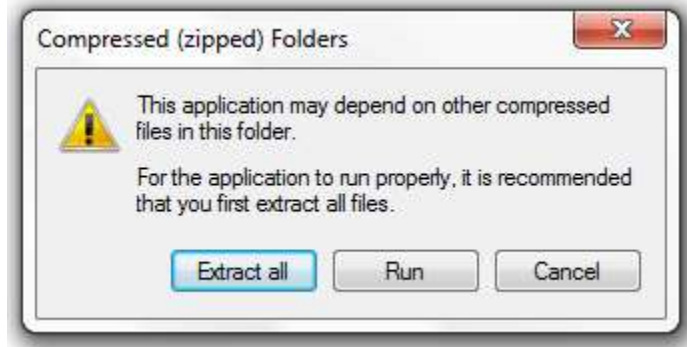 Compressed (zipped) Folders
This application may depend on other compressed
files in this folder.
For the application to run properly, it is recommended
that you first extract all files.
Extract all
Run
Cancel